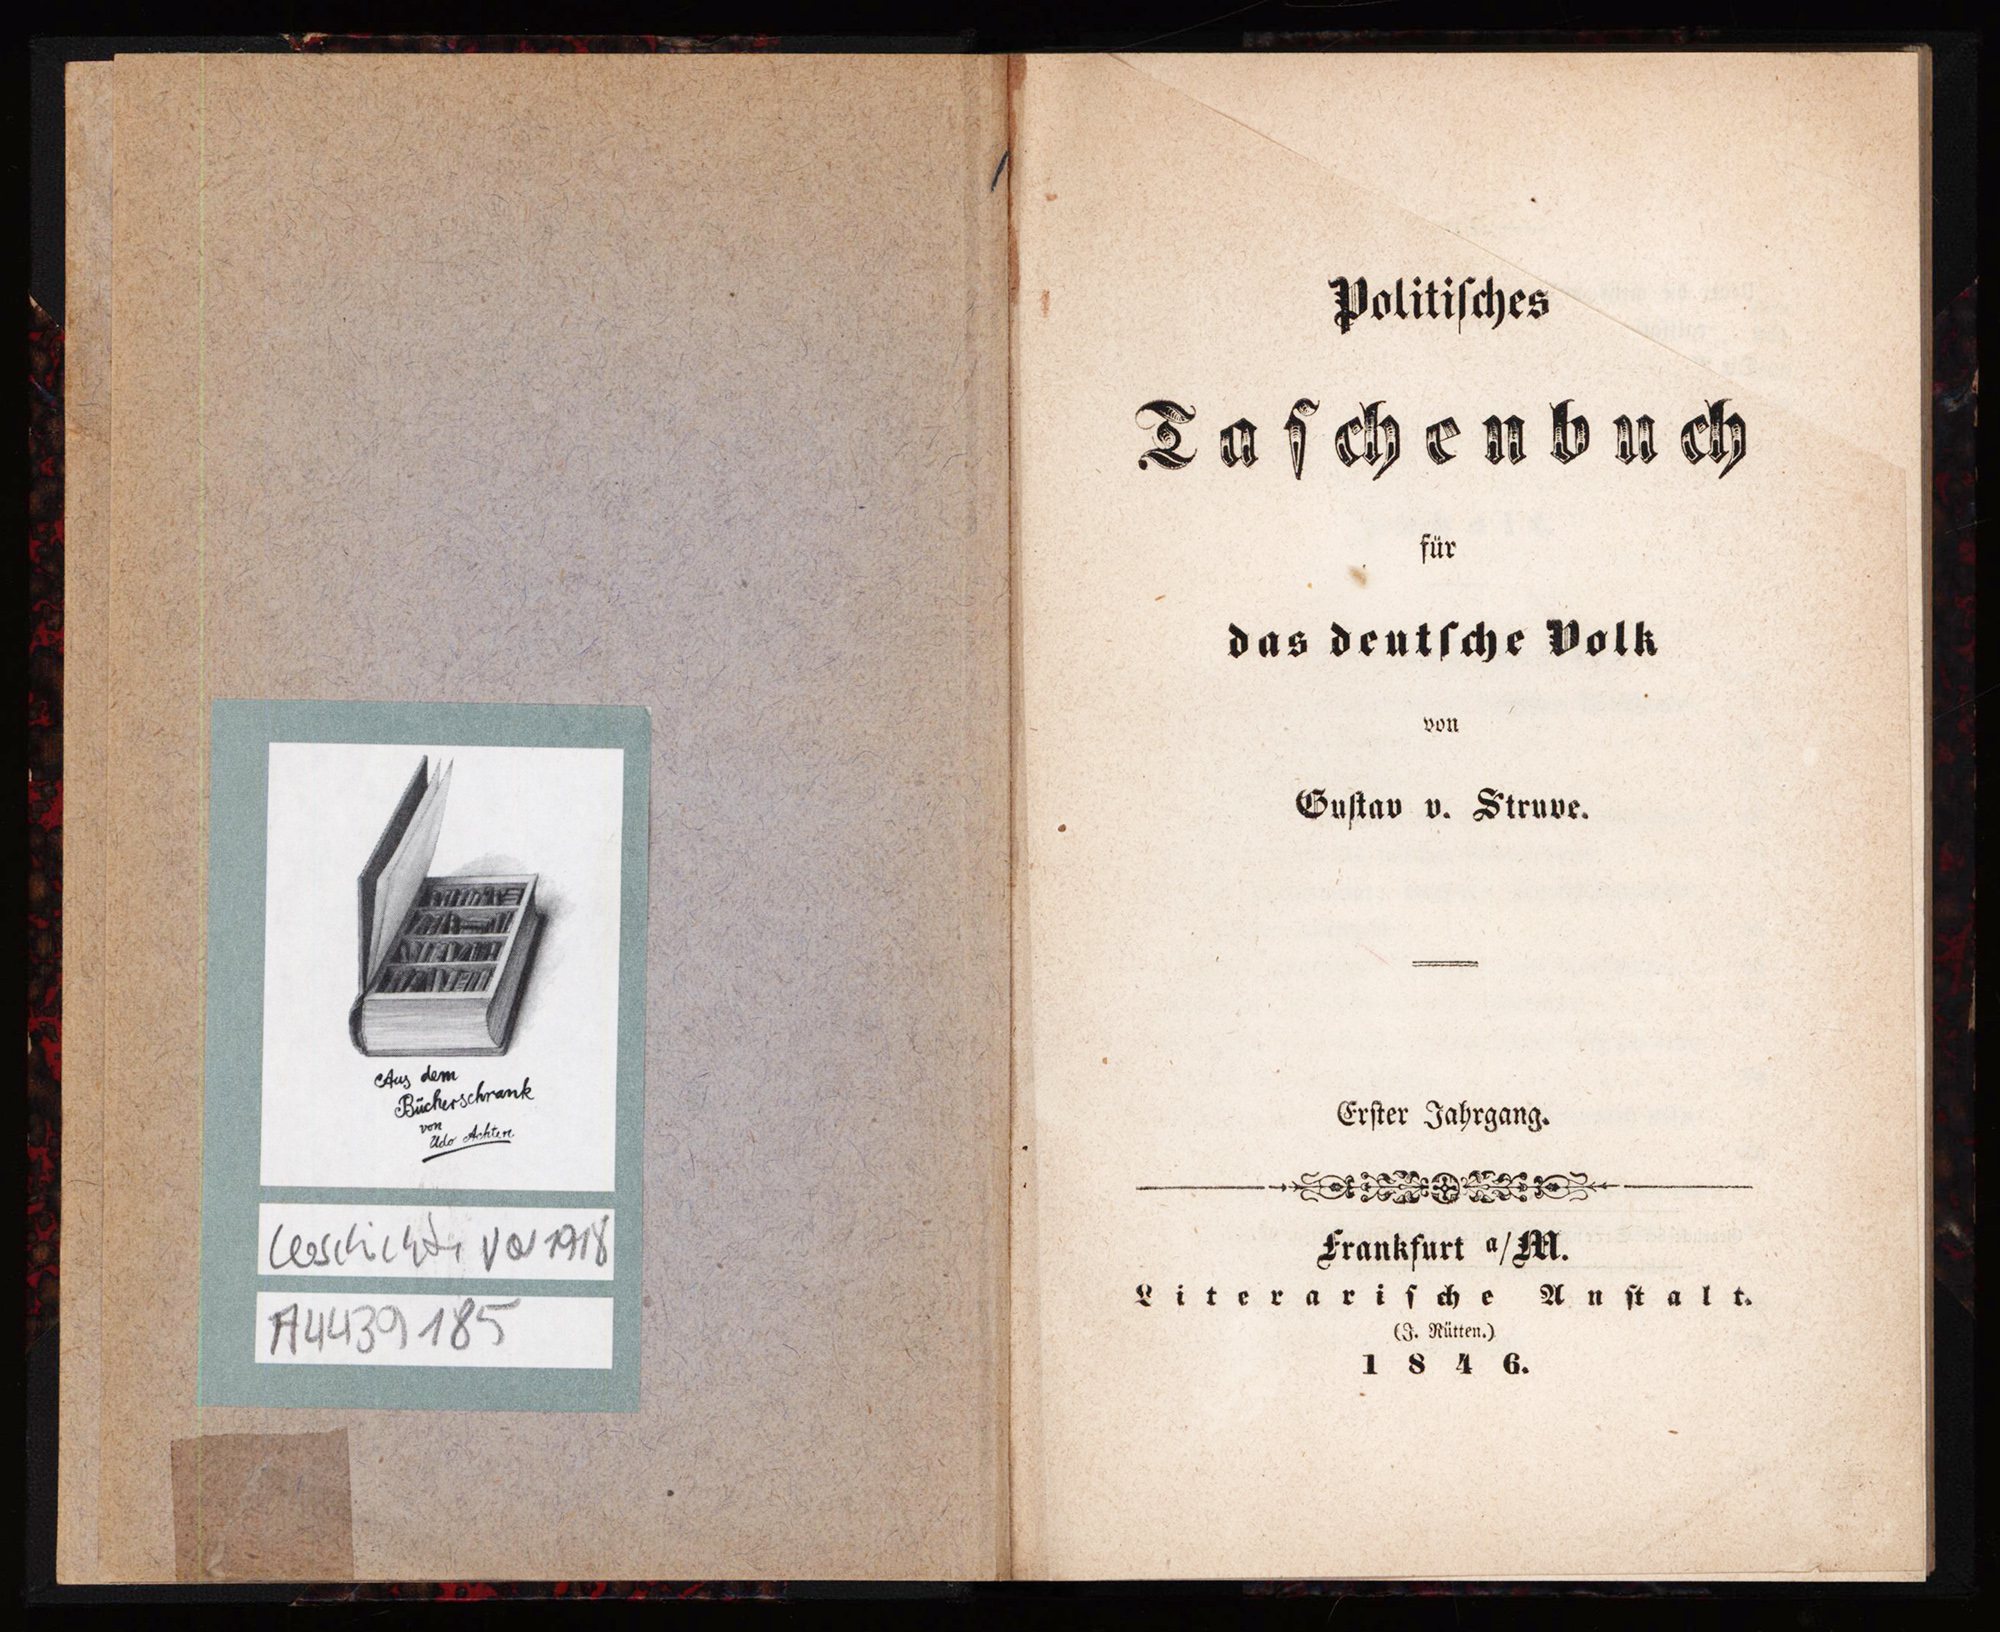 Aus dem
Bücherschrank
von
Udo Achten
Geschichte vor 1918
A4439185
Politiſches
Taſchenbuch
für
das deutſche Volk
von
Guſtav v. Struve.
Erſter Jahrgang.
Frankfurt a/M.
Literariſche Anſtalt.
(J. Rütten.)
1846.